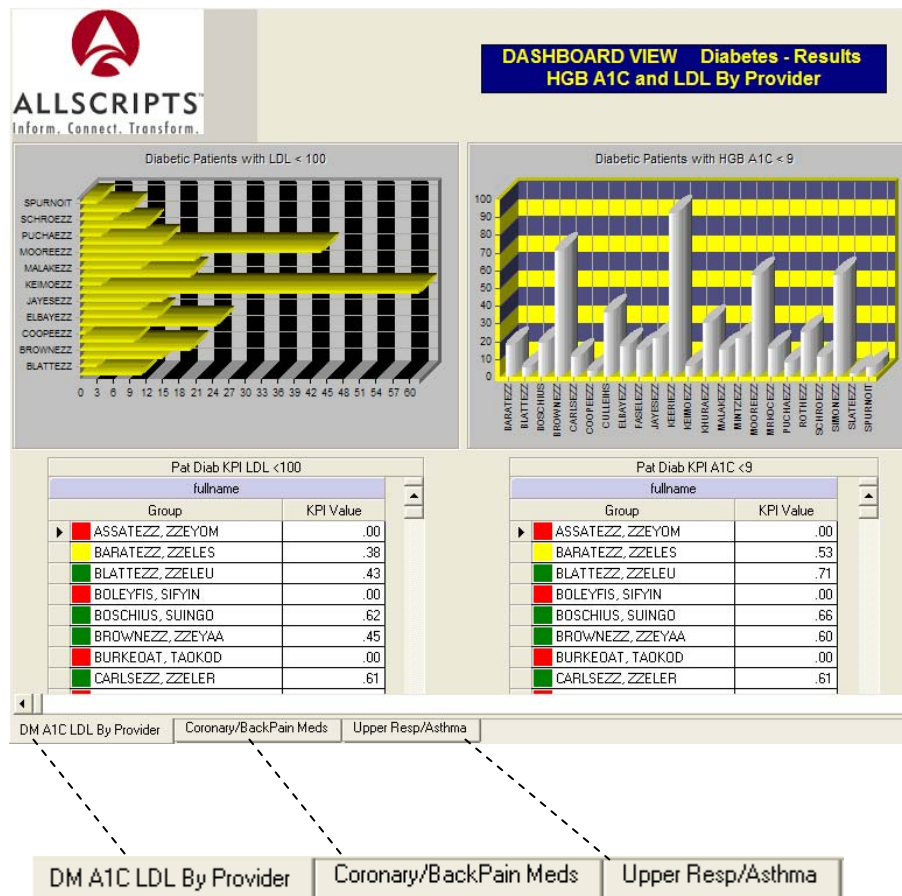 ALLSCRIPTS™
Inform. Connect. Transform.
DASHBOARD VIEW Diabetes - Results
HGB A1C and LDL By Provider
Diabetic Patients with LDL < 100
SPURNOIT
SCHROEZZ
PUCHAEZZ
MOOREEZZ
MALAKEZZ
KEIMOEZZ
JAYESEZZ
ELBAYEZZ
COOPEEZZ
BROWNEZZ
BLATTEZZ
0 3 6 9 12 15 18 21 24 27 30 33 36 39 42 45 48 51 54 57 60
Diabetic Patients with HGB A1C < 9
100
90
80
70
60
50
40
30
20
10
0
BARATEZZ
BLATTEZZ
BOSCHIUS
BROWNEZZ
CARLSEZZ
COOPEEZZ
CULLEIHS
ELBAYEZZ
FASELEZZ
JAYESEZZ
KEERIEZZ
KEIMOEZZ
KHURAEZZ
MALAKEZZ
MINTZEZZ
MOOREEZZ
MRHOCEZZ
PUCHAEZZ
ROTHEZZ
SCHROEZZ
SIMONEZZ
SLATEEZZ
SPURNOIT
Pat Diab KPI LDL <100
fullname
Group KPI Value
ASSATEZZ, ZZEYOM .00
BARATEZZ, ZZELES .38
BLATTEZZ, ZZELEU .43
BOLEYFIS, SIFYIN .00
BOSCHIUS, SUINGO .62
BROWNEZZ, ZZEYAA .45
BURKEOAT, TAOKOD .00
CARLSEZZ, ZZELER .61
Pat Diab KPI A1C <9
fullname
Group KPI Value
ASSATEZZ, ZZEYOM .00
BARATEZZ, ZZELES .53
BLATTEZZ, ZZELEU .71
BOLEYFIS, SIFYIN .00
BOSCHIUS, SUINGO .66
BROWNEZZ, ZZEYAA .60
BURKEOAT, TAOKOD .00
CARLSEZZ, ZZELER .61
DM A1C LDL By Provider Coronary/BackPain Meds Upper Resp/Asthma
DM A1C LDL By Provider Coronary/BackPain Meds Upper Resp/Asthma